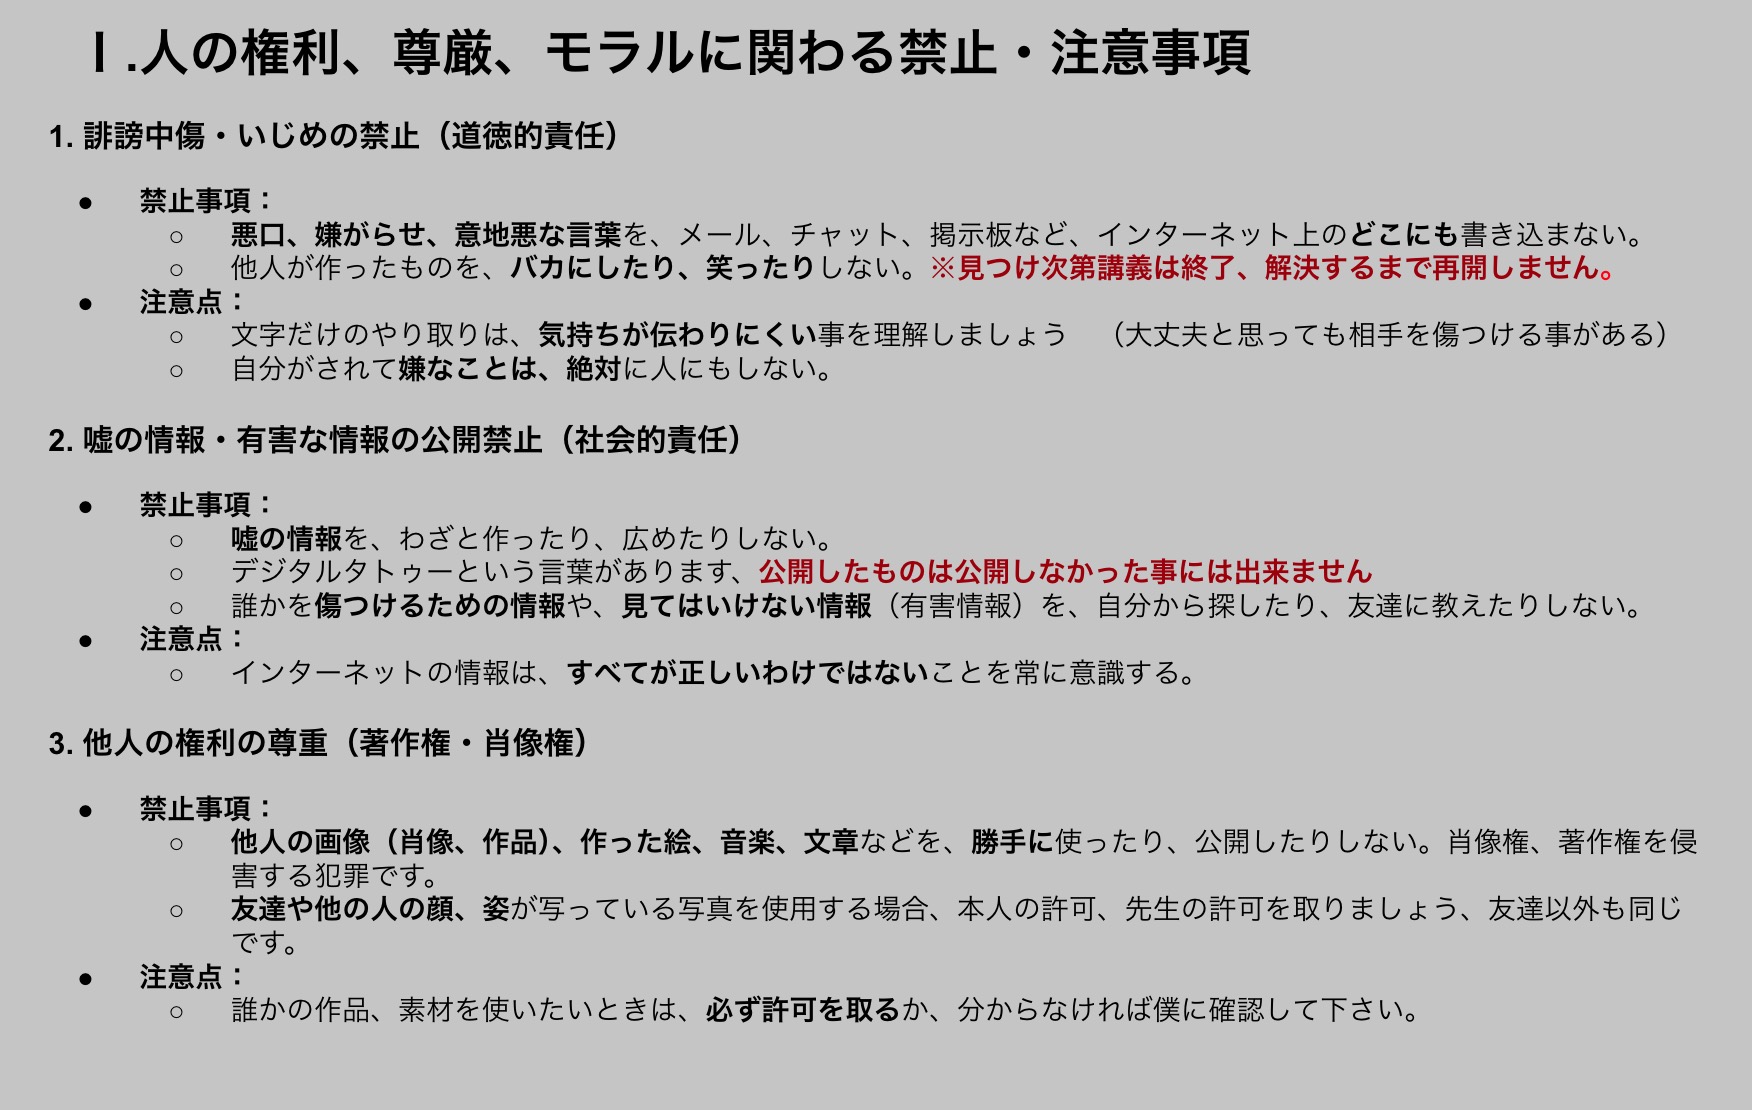 Ⅰ.人の権利、尊厳、モラルに関わる禁止・注意事項
1. 誹謗中傷・いじめの禁止（道徳的責任）
● 禁止事項：
○ 悪口、嫌がらせ、意地悪な言葉を、メール、チャット、掲示板など、インターネット上のどこにも書き込まない。
○ 他人が作ったものを、バカにしたり、笑ったりしない。※見つけ次第講義は終了、解決するまで再開しません。
● 注意点：
○ 文字だけのやり取りは、気持ちが伝わりにくい事を理解しましょう　（大丈夫と思っても相手を傷つける事がある）
○ 自分がされて嫌なことは、絶対に人にもしない。
2. 嘘の情報・有害な情報の公開禁止（社会的責任）
● 禁止事項：
○ 嘘の情報を、わざと作ったり、広めたりしない。
○ デジタルタトゥーという言葉があります、公開したものは公開しなかった事には出来ません
○ 誰かを傷つけるための情報や、見てはいけない情報（有害情報）を、自分から探したり、友達に教えたりしない。
● 注意点：
○ インターネットの情報は、すべてが正しいわけではないことを常に意識する。
3. 他人の権利の尊重（著作権・肖像権）
● 禁止事項：
○ 他人の画像（肖像、作品）、作った絵、音楽、文章などを、勝手に使ったり、公開したりしない。肖像権、著作権を侵
害する犯罪です。
○ 友達や他の人の顔、姿が写っている写真を使用する場合、本人の許可、先生の許可を取りましょう、友達以外も同じ
です。
● 注意点：
○ 誰かの作品、素材を使いたいときは、必ず許可を取るか、分からなければ僕に確認して下さい。